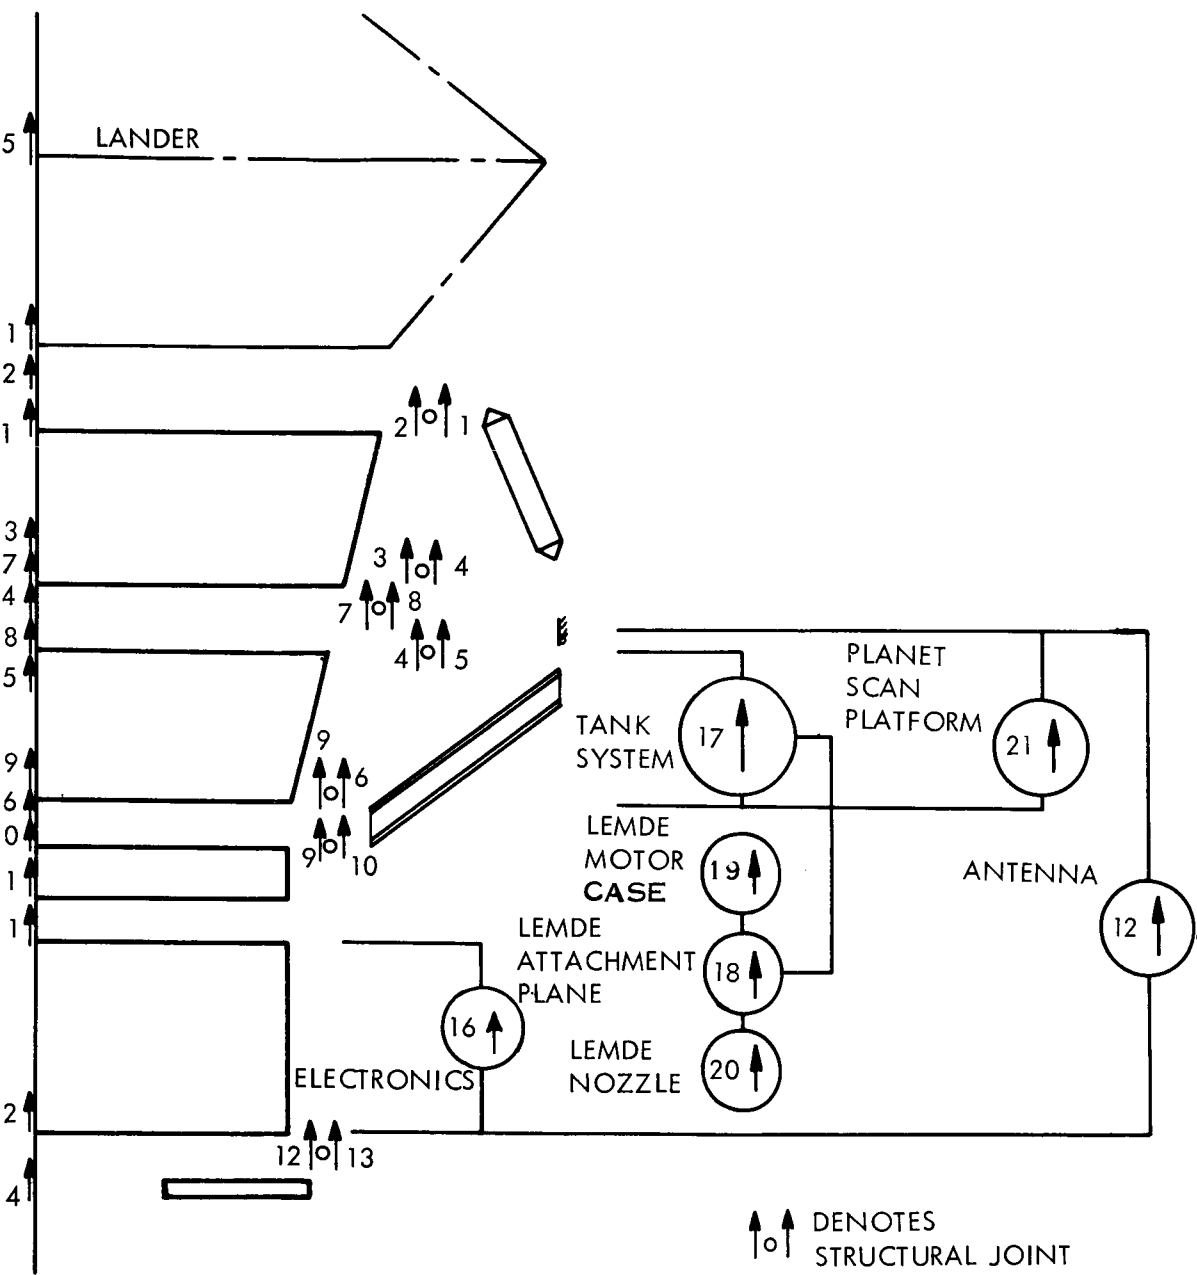 5
LANDER
1
2
1
2 1
3
7
4
8
5
3 4
7 8
4 5
9
6
0
1
1
9
6
9 10
TANK
SYSTEM
17
PLANET
SCAN
PLATFORM
21
LEMDE
MOTOR
CASE
19
ANTENNA
12
LEMDE
ATTACHMENT
PLANE
18
16
LEMDE
NOZZLE
20
ELECTRONICS
2
12 13
4
DENOTES
STRUCTURAL JOINT